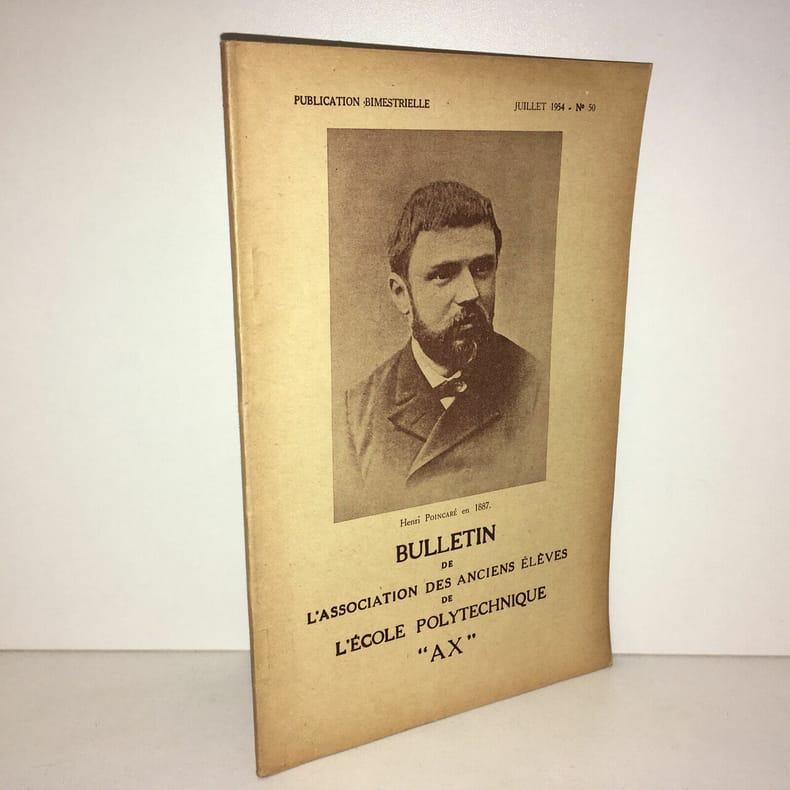 PUBLICATION BIMESTRIELLE JUILLET 1954 - Nº 50
Henri POINCARÉ en 1887.
BULLETIN
DE
L'ASSOCIATION DES ANCIENS ÉLÈVES
DE
L'ÉCOLE POLYTECHNIQUE
"AX"